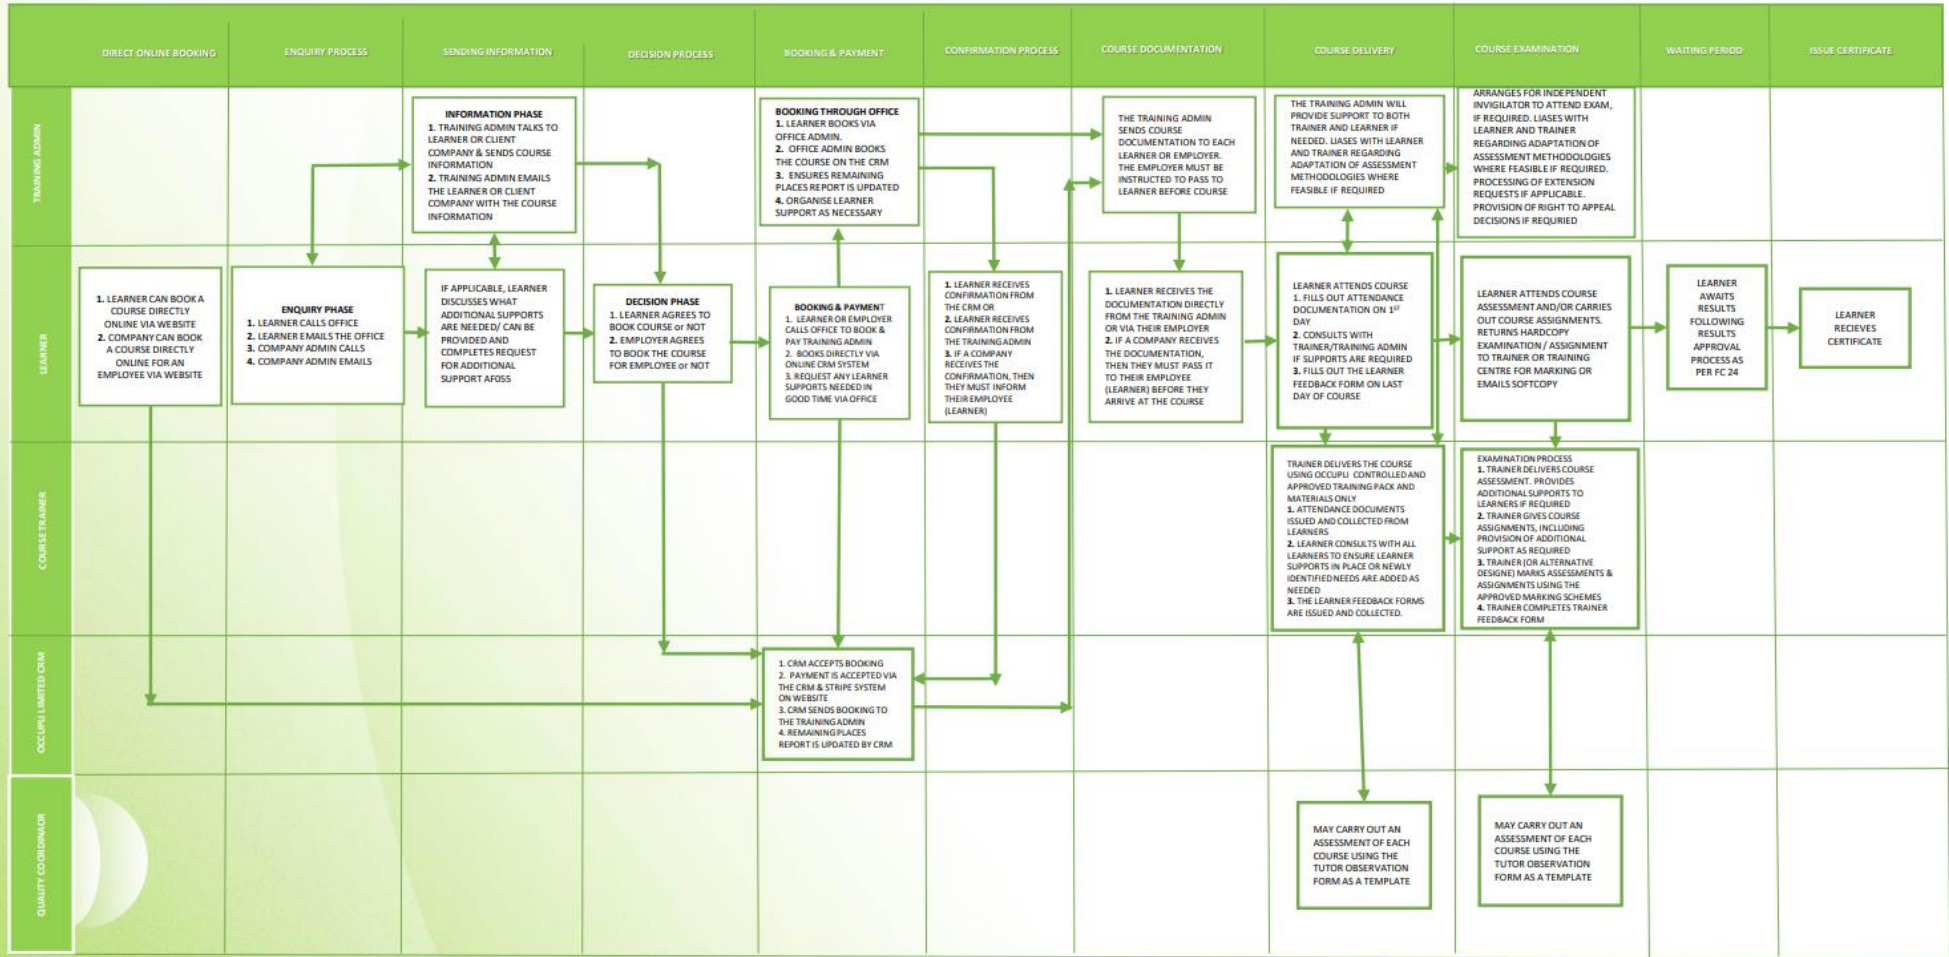 DIRECT ONLINE BOOKING
ENQUIRY PROCESS
SENDING INFORMATION
DECISION PROCESS
BOOKING & PAYMENT
CONFIRMATION PROCESS
COURSE DOCUMENTATION
COURSE DELIVERY
COURSE EXAMINATION
WAITING PERIOD
ISSUE CERTIFICATE
TRAINING ADMIN
INFORMATION PHASE
1. TRAINING ADMIN TALKS TO
LEARNER OR CLIENT
COMPANY & SENDS COURSE
INFORMATION
2. TRAINING ADMIN EMAILS
THE LEARNER OR CLIENT
COMPANY WITH THE COURSE
INFORMATION
BOOKING THROUGH OFFICE
1. LEARNER BOOKS VIA
OFFICE ADMIN.
2. OFFICE ADMIN BOOKS
THE COURSE ON THE CRM
3. ENSURES REMAINING
PLACES REPORT IS UPDATED
4. ORGANISE LEARNER
SUPPORT AS NECESSARY
THE TRAINING ADMIN
SENDS COURSE
DOCUMENTATION TO EACH
LEARNER OR EMPLOYER.
THE EMPLOYER MUST BE
INSTRUCTED TO PASS TO
LEARNER BEFORE COURSE
THE TRAINING ADMIN WILL
PROVIDE SUPPORT TO BOTH
TRAINER AND LEARNER IF
NEEDED. LIASES WITH LEARNER
AND TRAINER REGARDING
ADAPTATION OF ASSESSMENT
METHODOLOGIES WHERE
FEASIBLE IF REQUIRED
ARRANGES FOR INDEPENDENT
INVIGILATOR TO ATTEND EXAM,
IF REQUIRED. LIASES WITH
LEARNER AND TRAINER
REGARDING ADAPTATION OF
ASSESSMENT METHODOLOGIES
WHERE FEASIBLE IF REQUIRED.
PROCESSING OF EXTENSION
REQUESTS IF APPLICABLE.
PROVISION OF RIGHT TO APPEAL
DECISIONS IF REQURIED
LEARNER
1. LEARNER CAN BOOK A
COURSE DIRECTLY
ONLINE VIA WEBSITE
2. COMPANY CAN BOOK
A COURSE DIRECTLY
ONLINE FOR AN
EMPLOYEE VIA WEBSITE
ENQUIRY PHASE
1. LEARNER CALLS OFFICE
2. LEARNER EMAILS THE OFFICE
3. COMPANY ADMIN CALLS
4. COMPANY ADMIN EMAILS
IF APPLICABLE, LEARNER
DISCUSSES WHAT
ADDITIONAL SUPPORTS
ARE NEEDED/ CAN BE
PROVIDED AND
COMPLETES REQUEST
FOR ADDITIONAL
SUPPORT AF055
DECISION PHASE
1. LEARNER AGREES TO
BOOK COURSE or NOT
2. EMPLOYER AGREES
TO BOOK THE COURSE
FOR EMPLOYEE or NOT
BOOKING & PAYMENT
1. LEARNER OR EMPLOYER
CALLS OFFICE TO BOOK &
PAY TRAINING ADMIN
2. BOOKS DIRECTLY VIA
ONLINE CRM SYSTEM
3. REQUEST ANY LEARNER
SUPPORTS NEEDED IN
GOOD TIME VIA OFFICE
1. LEARNER RECEIVES
CONFIRMATION FROM
THE CRM OR
2. LEARNER RECEIVES
CONFIRMATION FROM
THE TRAINING ADMIN
3. IF A COMPANY
RECEIVES THE
CONFIRMATION, THEN
THEY MUST INFORM
THEIR EMPLOYEE
(LEARNER)
1. LEARNER RECEIVES THE
DOCUMENTATION DIRECTLY
FROM THE TRAINING ADMIN
OR VIA THEIR EMPLOYER
2. IF A COMPANY RECEIVES
THE DOCUMENTATION,
THEN THEY MUST PASS IT
TO THEIR EMPLOYEE
(LEARNER) BEFORE THEY
ARRIVE AT THE COURSE
LEARNER ATTENDS COURSE
1. FILLS OUT ATTENDANCE
DOCUMENTATION ON 1ST
DAY
2. CONSULTS WITH
TRAINER/TRAINING ADMIN
IF SUPPORTS ARE REQUIRED
3. FILLS OUT THE LEARNER
FEEDBACK FORM ON LAST
DAY OF COURSE
LEARNER ATTENDS COURSE
ASSESSMENT AND/OR CARRIES
OUT COURSE ASSIGNMENTS.
RETURNS HARDCOPY
EXAMINATION / ASSIGNMENT
TO TRAINER OR TRAINING
CENTRE FOR MARKING OR
EMAILS SOFTCOPY
LEARNER
AWAITS
RESULTS
FOLLOWING
RESULTS
APPROVAL
PROCESS AS
PER FC 24
LEARNER
RECIEVES
CERTIFICATE
COURSE TRAINER
TRAINER DELIVERS THE COURSE
USING OCCUPLI CONTROLLED AND
APPROVED TRAINING PACK AND
MATERIALS ONLY
1. ATTENDANCE DOCUMENTS
ISSUED AND COLLECTED FROM
LEARNERS
2. LEARNER CONSULTS WITH ALL
LEARNERS TO ENSURE LEARNER
SUPPORTS IN PLACE OR NEWLY
IDENTIFIED NEEDS ARE ADDED AS
NEEDED
3. THE LEARNER FEEDBACK FORMS
ARE ISSUED AND COLLECTED.
EXAMINATION PROCESS
1. TRAINER DELIVERS COURSE
ASSESSMENT. PROVIDES
ADDITIONAL SUPPORTS TO
LEARNERS IF REQUIRED
2. TRAINER GIVES COURSE
ASSIGNMENTS, INCLUDING
PROVISION OF ADDITIONAL
SUPPORT AS REQUIRED
3. TRAINER (OR ALTERNATIVE
DESIGNE) MARKS ASSESSMENTS &
ASSIGNMENTS USING THE
APPROVED MARKING SCHEMES
4. TRAINER COMPLETES TRAINER
FEEDBACK FORM
OCCUPLI LIMITED CRM
1. CRM ACCEPTS BOOKING
2. PAYMENT IS ACCEPTED VIA
THE CRM & STRIPE SYSTEM
ON WEBSITE
3. CRM SENDS BOOKING TO
THE TRAINING ADMIN
4. REMAINING PLACES
REPORT IS UPDATED BY CRM
QUALITY COORDINAOR
MAY CARRY OUT AN
ASSESSMENT OF EACH
COURSE USING THE
TUTOR OBSERVATION
FORM AS A TEMPLATE
MAY CARRY OUT AN
ASSESSMENT OF EACH
COURSE USING THE
TUTOR OBSERVATION
FORM AS A TEMPLATE